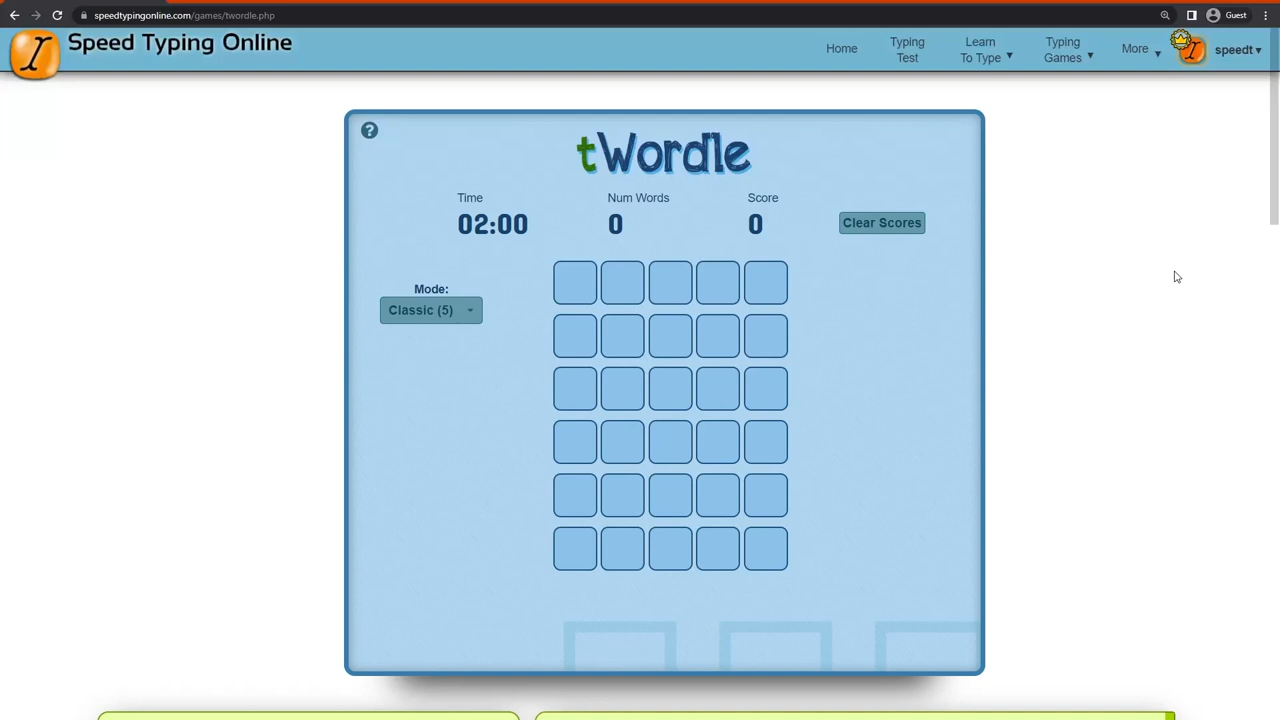 speedtypingonline.com/games/twordle.php
Guest
Speed Typing Online
Home
Typing
Test
Learn
To Type ▼
Typing
Games ▼
More ▼
speedt ▾
?
tWordle
Time
02:00
Num Words
0
Score
0
Clear Scores
Mode:
Classic (5)